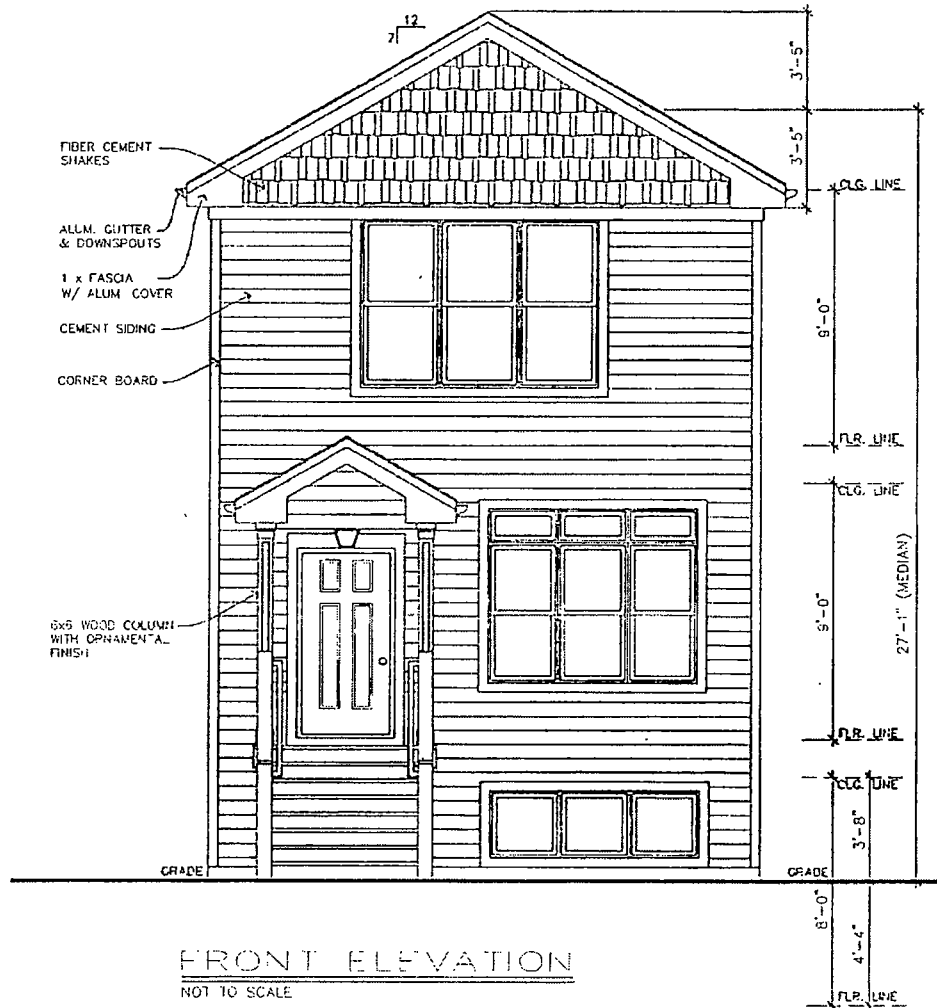 12
7
3'-5"
3'-5"
FIBER CEMENT
SHAKES
CLG. LINE
ALUM. GUTTER
& DOWNSPOUTS
1 x FASCIA
W/ ALUM COVER
CEMENT SIDING
9'-0"
CORNER BOARD
FLR. LINE
CLG. LINE
27'-1" (MEDIAN)
9'-0"
6x6 WOOD COLUMN
WITH ORNAMENTAL
FINISH
FLR. LINE
CLG. LINE
3'-8"
GRADE
GRADE
8'-0"
4'-4"
FRONT ELEVATION
NOT TO SCALE
FLR. LINE